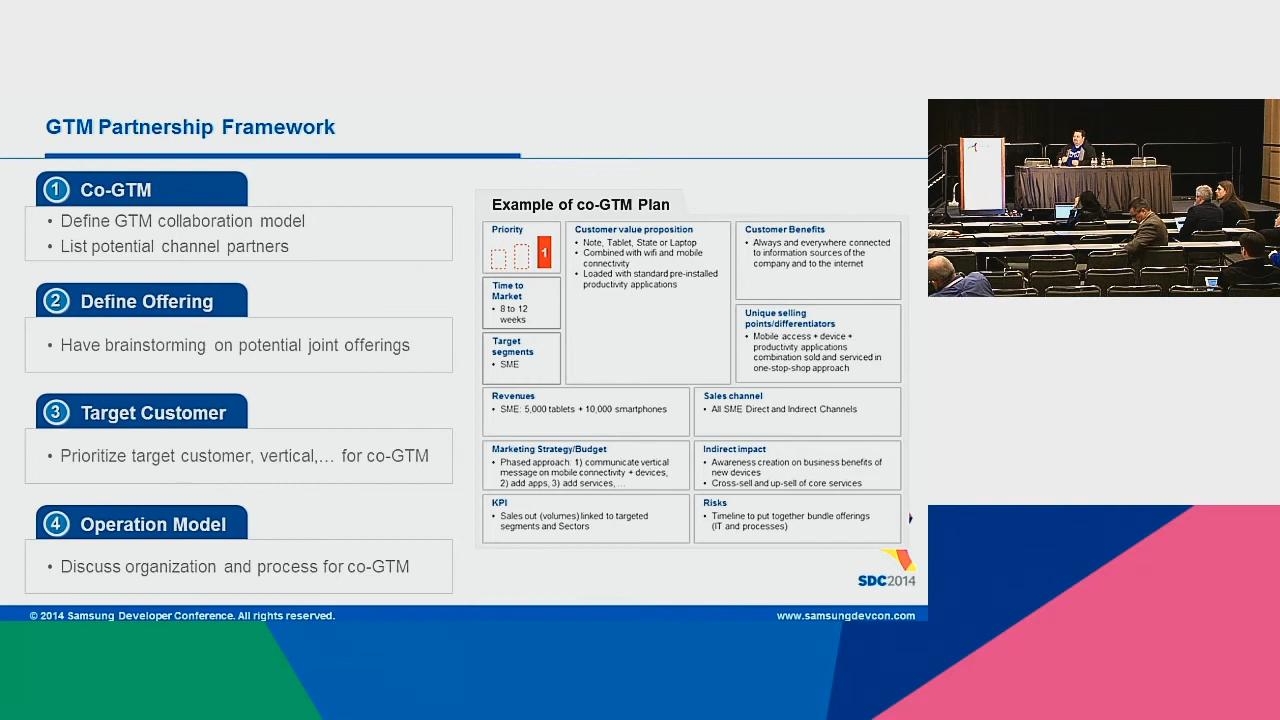 GTM Partnership Framework
1 Co-GTM
• Define GTM collaboration model
• List potential channel partners
2 Define Offering
• Have brainstorming on potential joint offerings
3 Target Customer
• Prioritize target customer, vertical,... for co-GTM
4 Operation Model
• Discuss organization and process for co-GTM
Example of co-GTM Plan
Priority
1
Time to
Market
• 8 to 12
weeks
Target
segments
• SME
Customer value proposition
• Note, Tablet, State or Laptop
• Combined with wifi and mobile
connectivity
• Loaded with standard pre-installed
productivity applications
Customer Benefits
• Always and everywhere connected
to information sources of the
company and to the internet
Unique selling
points/differentiators
• Mobile access + device +
productivity applications
combination sold and serviced in
one-stop-shop approach
Revenues
• SME: 5,000 tablets + 10,000 smartphones
Sales channel
• All SME Direct and Indirect Channels
Marketing Strategy/Budget
• Phased approach: 1) communicate vertical
message on mobile connectivity + devices,
2) add apps, 3) add services, ...
Indirect impact
• Awareness creation on business benefits of
new devices
• Cross-sell and up-sell of core services
KPI
• Sales out (volumes) linked to targeted
segments and Sectors
Risks
• Timeline to put together bundle offerings
(IT and processes)
SDC2014
© 2014 Samsung Developer Conference. All rights reserved.
www.samsungdevcon.com